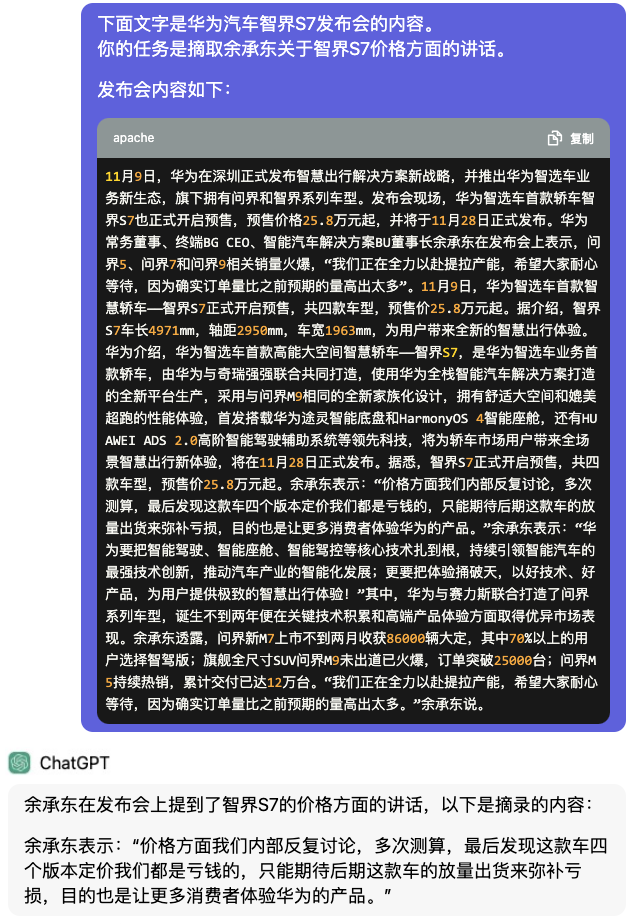 下面文字是华为汽车智界S7发布会的内容。
你的任务是摘取余承东关于智界S7价格方面的讲话。
发布会内容如下：
apache
复制
11月9日，华为在深圳正式发布智慧出行解决方案新战略，并推出华为智选车业
务新生态，旗下拥有问界和智界系列车型。发布会现场，华为智选车首款轿车智
界S7也正式开启预售，预售价格25.8万元起，并将于11月28日正式发布。华为
常务董事、终端BG CEO、智能汽车解决方案BU董事长余承东在发布会上表示，问
界5、问界7和问界9相关销量火爆，“我们正在全力以赴提拉产能，希望大家耐心
等待，因为确实订单量比之前预期的量高出太多”。11月9日，华为智选车首款智
慧轿车——智界S7正式开启预售，共四款车型，预售价25.8万元起。据介绍，智界
S7车长4971mm，轴距2950mm，车宽1963mm，为用户带来全新的智慧出行体验。
华为介绍，华为智选车首款高能大空间智慧轿车——智界S7，是华为智选车业务首
款轿车，由华为与奇瑞强强联合共同打造，使用华为全栈智能汽车解决方案打造
的全新平台生产，采用与问界M9相同的全新家族化设计，拥有舒适大空间和媲美
超跑的性能体验，首发搭载华为途灵智能底盘和HarmonyOS 4智能座舱，还有HU
AWEI ADS 2.0高阶智能驾驶辅助系统等领先科技，将为轿车市场用户带来全场
景智慧出行新体验，将在11月28日正式发布。据悉，智界S7正式开启预售，共四
款车型，预售价25.8万元起。余承东表示：“价格方面我们内部反复讨论，多次
测算，最后发现这款车四个版本定价我们都是亏钱的，只能期待后期这款车的放
量出货来弥补亏损，目的也是让更多消费者体验华为的产品。”余承东表示：“华
为要把智能驾驶、智能座舱、智能驾控等核心技术扎到根，持续引领智能汽车的
最强技术创新，推动汽车产业的智能化发展；更要把体验捅破天，以好技术、好
产品，为用户提供极致的智慧出行体验！”其中，华为与赛力斯联合打造了问界
系列车型，诞生不到两年便在关键技术积累和高端产品体验方面取得优异市场表
现。余承东透露，问界新M7上市不到两月收获86000辆大定，其中70%以上的用
户选择智驾版；旗舰全尺寸SUV问界M9未出道已火爆，订单突破25000台；问界M
5持续热销，累计交付已达12万台。“我们正在全力以赴提拉产能，希望大家耐心
等待，因为确实订单量比之前预期的量高出太多。”余承东说。
ChatGPT
余承东在发布会上提到了智界S7的价格方面的讲话，以下是摘录的内容：
余承东表示：“价格方面我们内部反复讨论，多次测算，最后发现这款车四
个版本定价我们都是亏钱的，只能期待后期这款车的放量出货来弥补亏
损，目的也是让更多消费者体验华为的产品。”